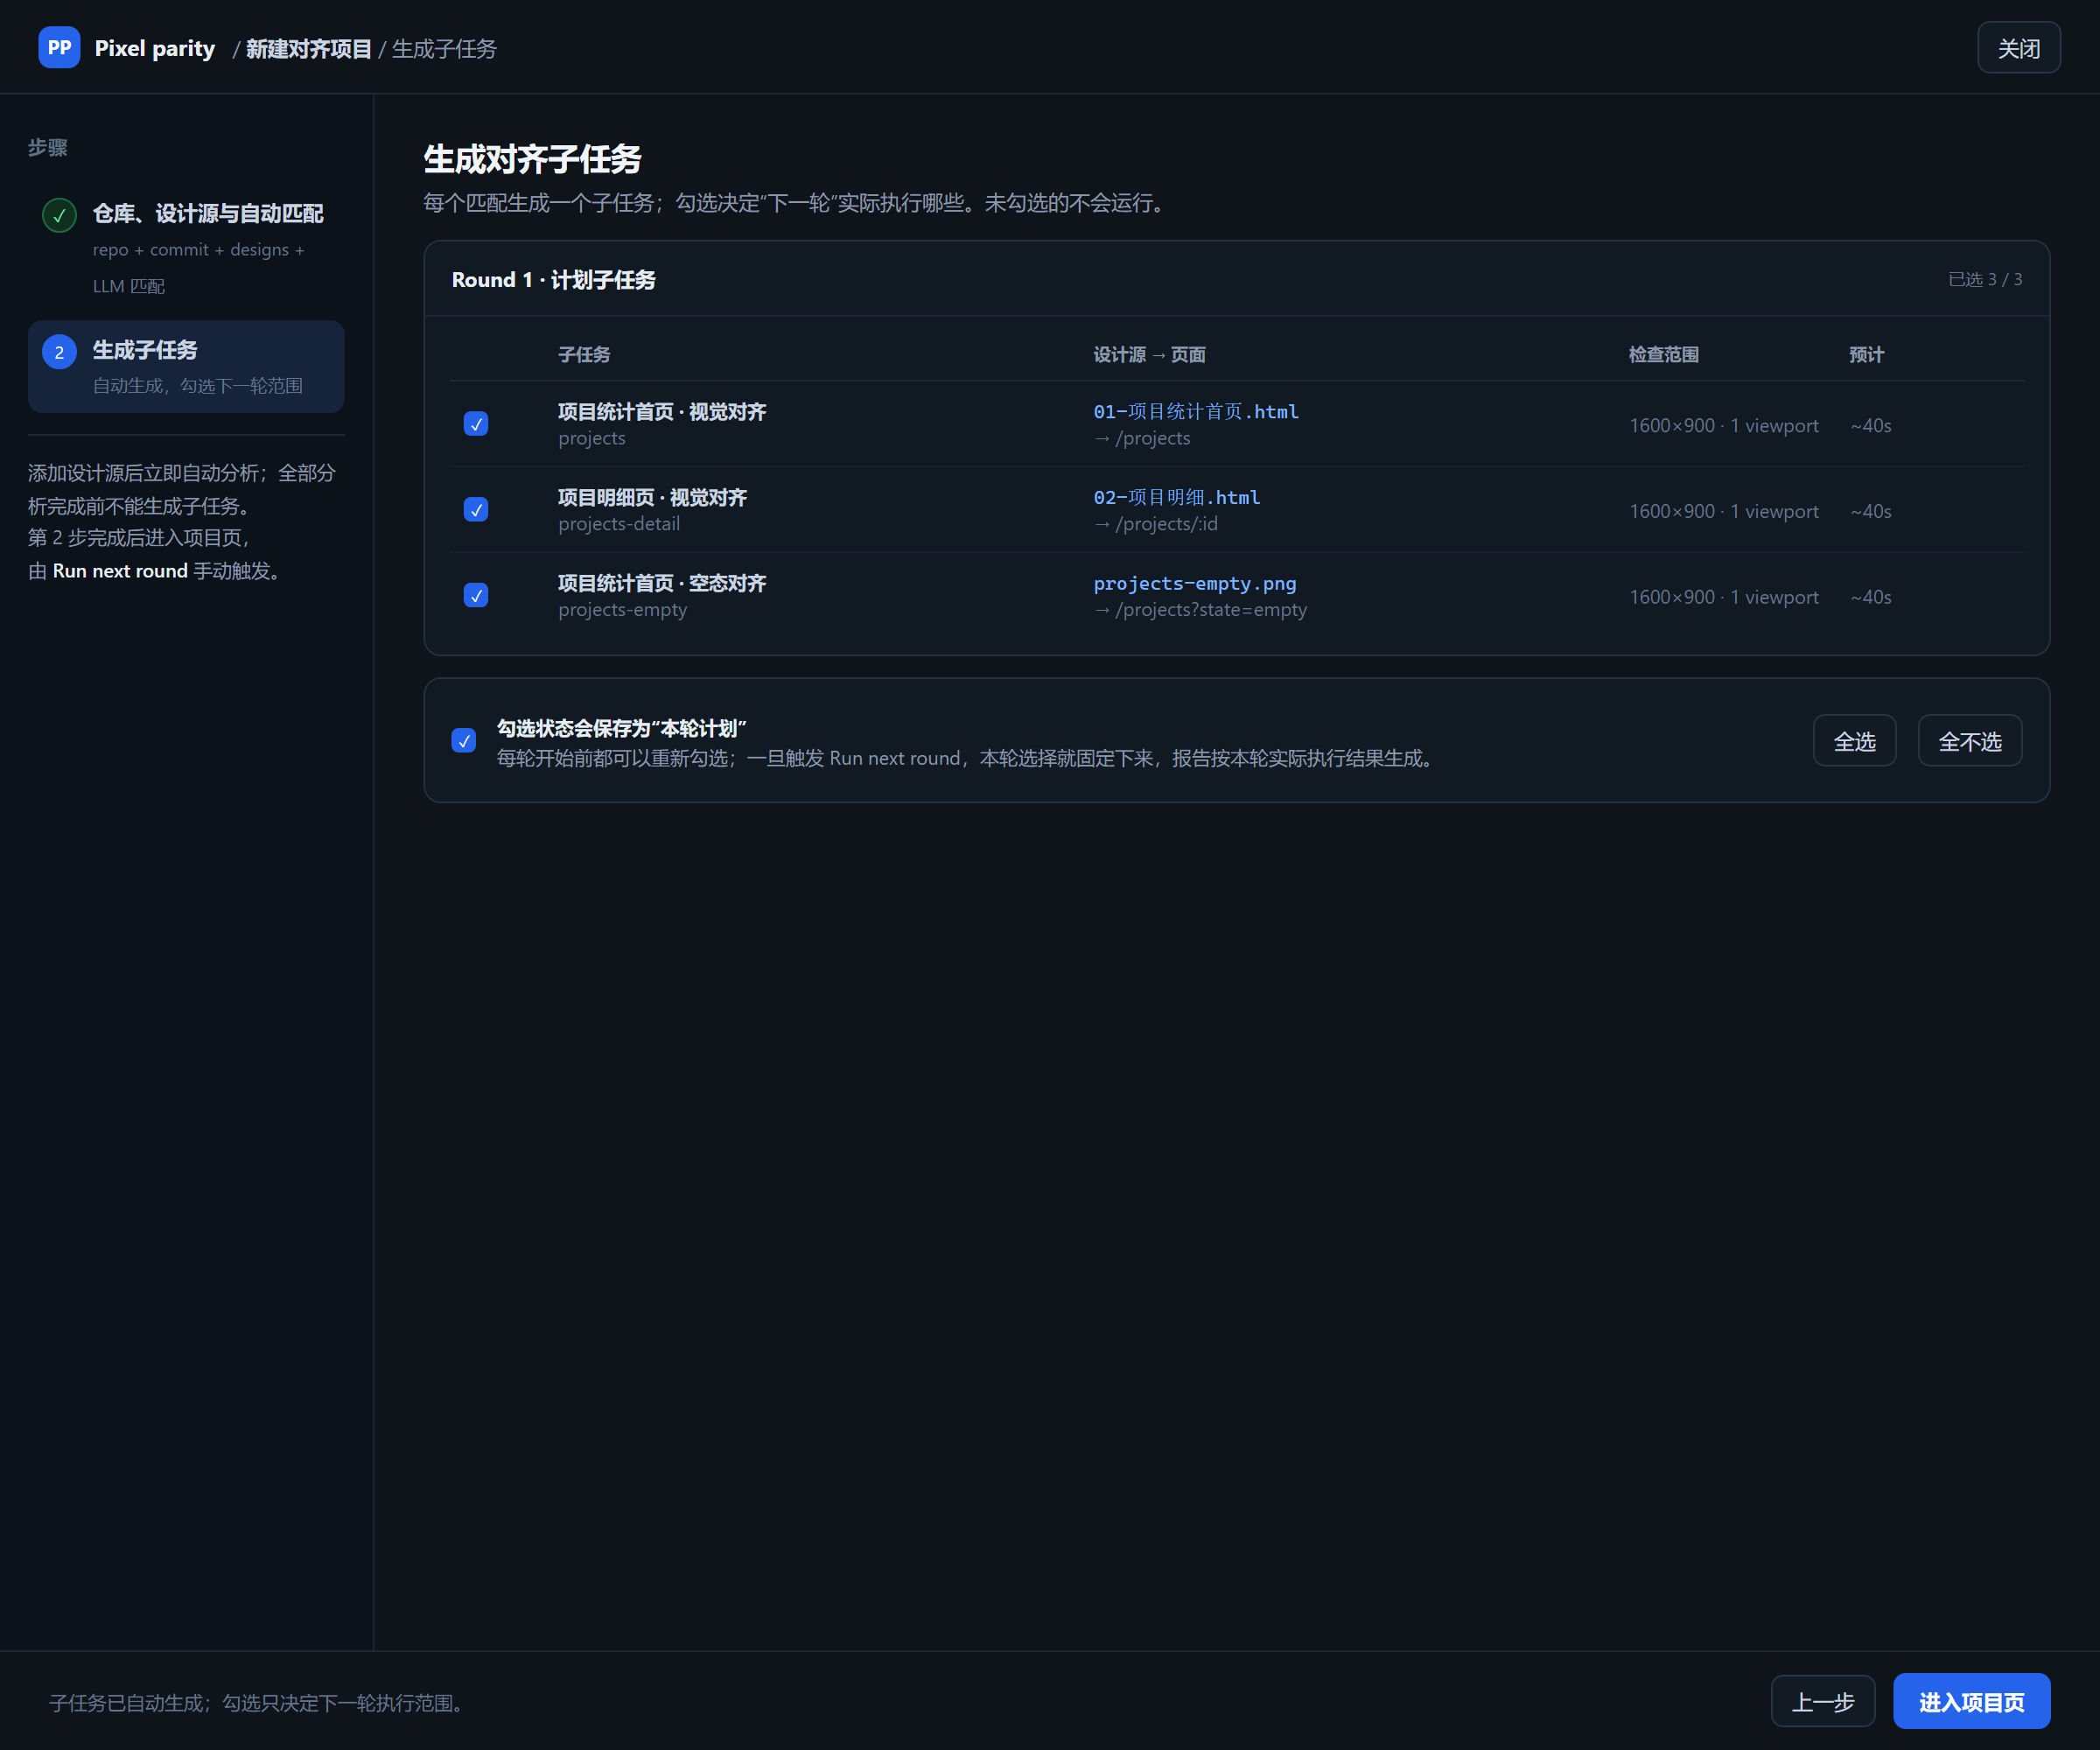 PP Pixel parity / 新建对齐项目 / 生成子任务
关闭
步骤
✓ 仓库、设计源与自动匹配
repo + commit + designs +
LLM 匹配
2 生成子任务
自动生成，勾选下一轮范围
添加设计源后立即自动分析；全部分
析完成前不能生成子任务。
第 2 步完成后进入项目页，
由 Run next round 手动触发。
生成对齐子任务
每个匹配生成一个子任务；勾选决定“下一轮”实际执行哪些。未勾选的不会运行。
Round 1 · 计划子任务
已选 3 / 3
子任务 设计源 → 页面 检查范围 预计
项目统计首页 · 视觉对齐 01-项目统计首页.html
projects → /projects 1600×900 · 1 viewport ~40s
项目明细页 · 视觉对齐 02-项目明细.html
projects-detail → /projects/:id 1600×900 · 1 viewport ~40s
项目统计首页 · 空态对齐 projects-empty.png
projects-empty → /projects?state=empty 1600×900 · 1 viewport ~40s
勾选状态会保存为“本轮计划”
每轮开始前都可以重新勾选；一旦触发 Run next round，本轮选择就固定下来，报告按本轮实际执行结果生成。
全选 全不选
子任务已自动生成；勾选只决定下一轮执行范围。
上一步 进入项目页